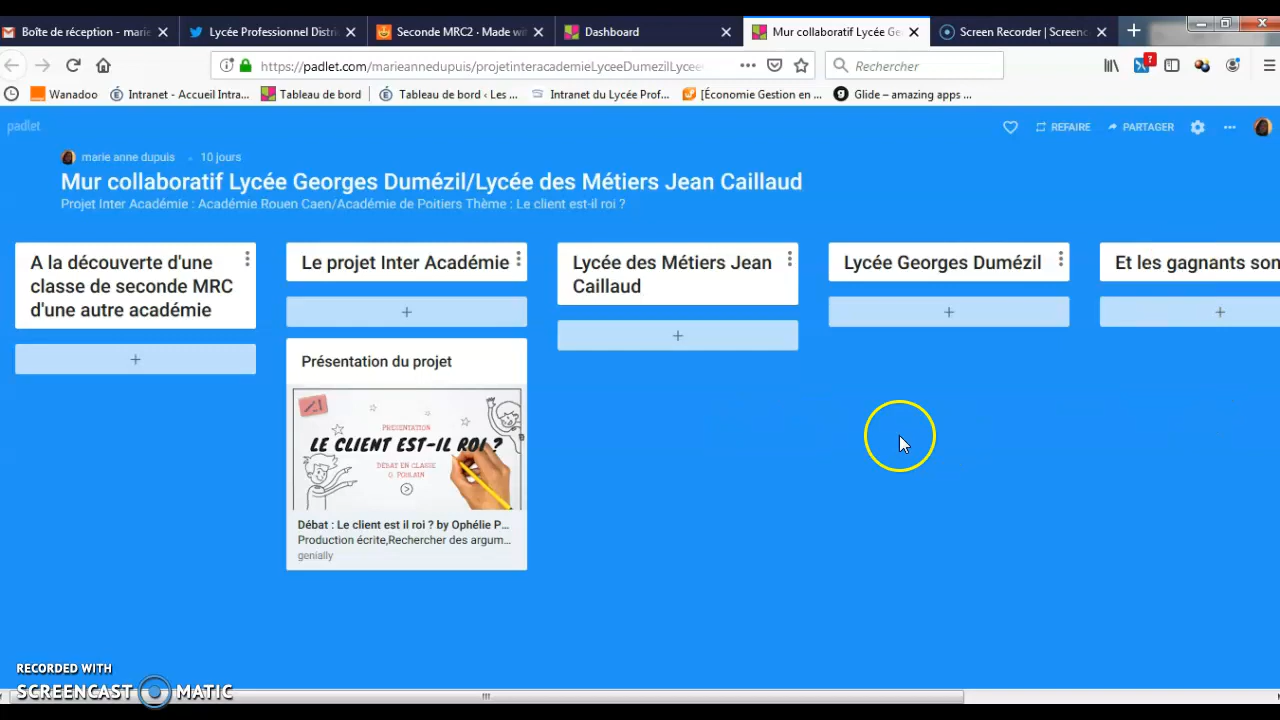 Boîte de réception - marie
Lycée Professionnel Distri
Seconde MRC2 · Made wi
Dashboard
Mur collaboratif Lycée Ge
Screen Recorder | Screenc
https://padlet.com/marieannedupuis/projetinteracademieLyceeDumezilLycee
Rechercher
?
Wanadoo
Intranet - Accueil Intra...
Tableau de bord
Tableau de bord ‹ Les ...
Intranet du Lycée Prof...
[Économie Gestion en ...
Glide – amazing apps ...
padlet
REFAIRE
PARTAGER
marie anne dupuis
10 jours
Mur collaboratif Lycée Georges Dumézil/Lycée des Métiers Jean Caillaud
Projet Inter Académie : Académie Rouen Caen/Académie de Poitiers Thème : Le client est-il roi ?
A la découverte d'une
classe de seconde MRC
d'une autre académie
Le projet Inter Académie
Présentation du projet
PRESENTATION
LE CLIENT EST-IL ROI ?
DÉBAT EN CLASSE
Débat : Le client est il roi ? by Ophélie P...
Production écrite,Rechercher des argum...
genially
Lycée des Métiers Jean
Caillaud
Lycée Georges Dumézil
Et les gagnants son
RECORDED WITH
SCREENCAST MATIC